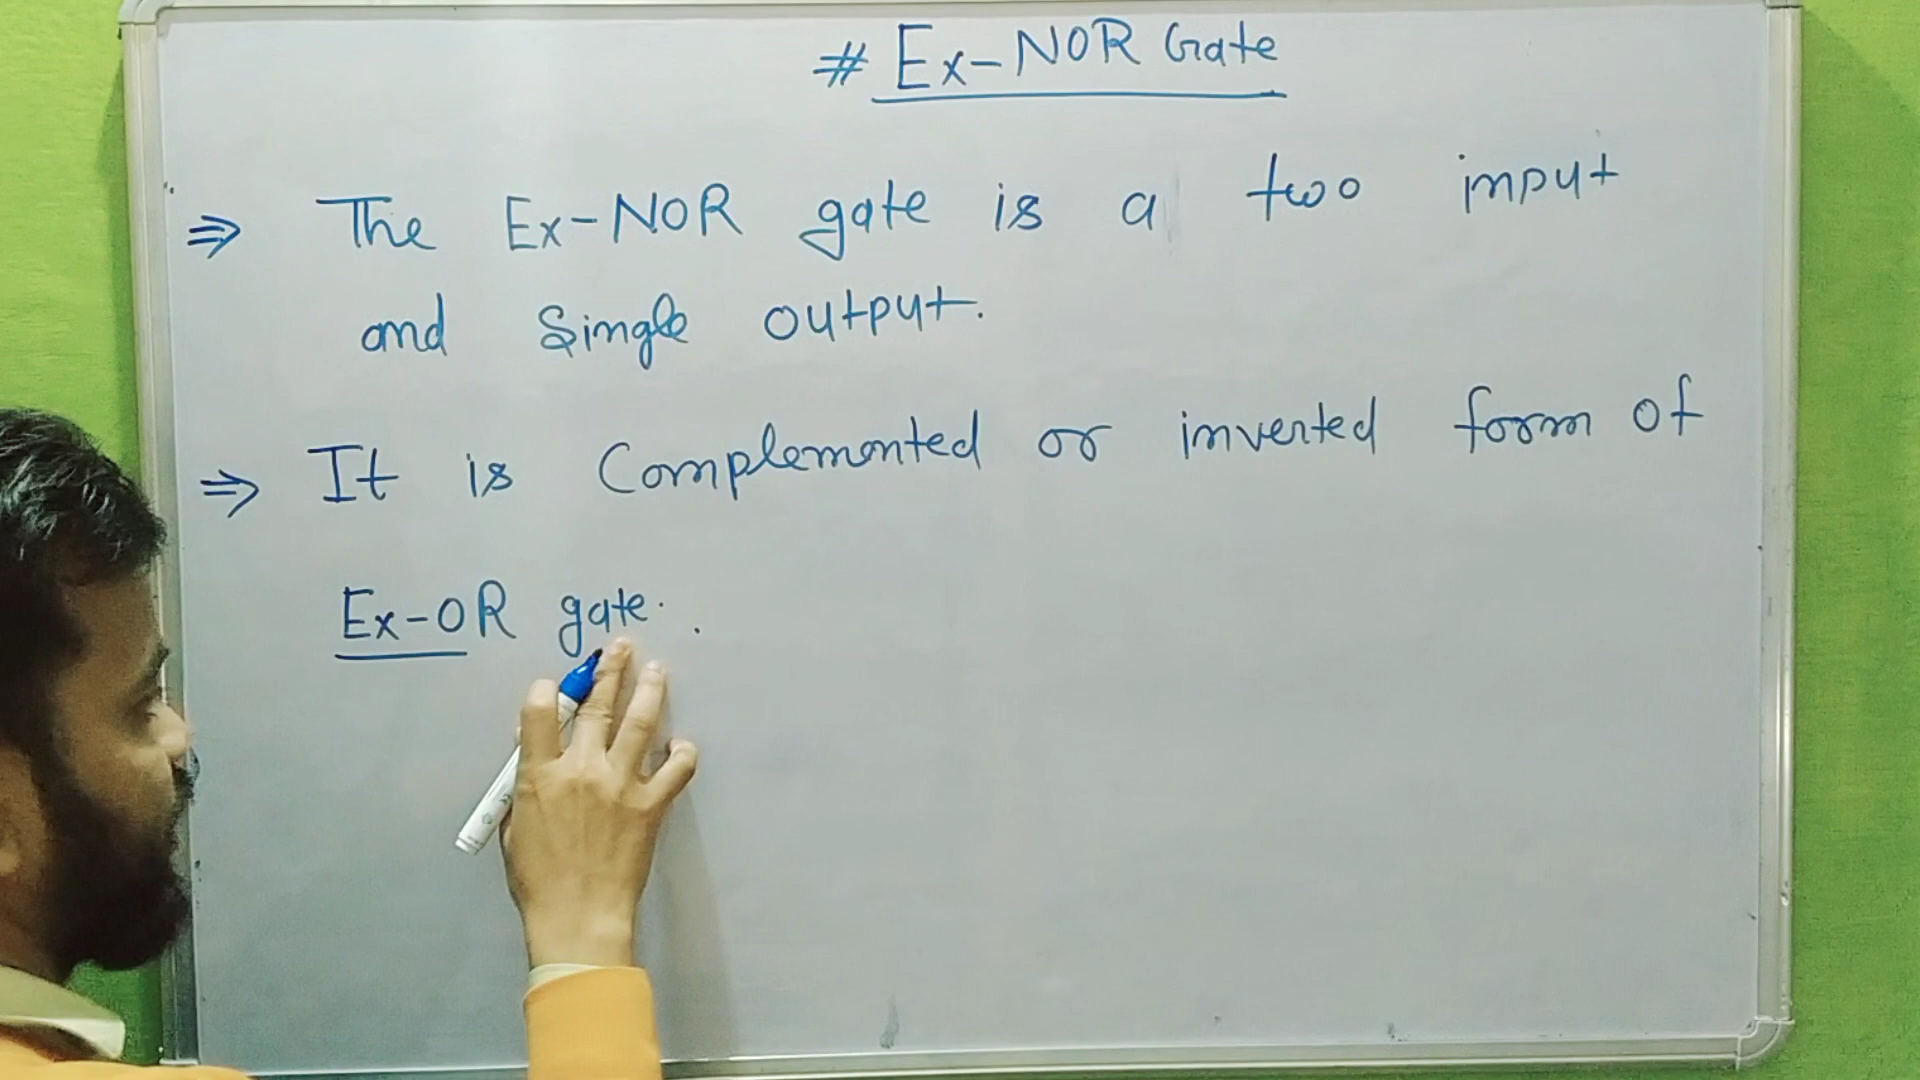 # Ex-NOR Gate
⇒ The Ex-NOR gate is a two input
and Single output.
⇒ It is Complemented or inverted form of
Ex-OR gate.